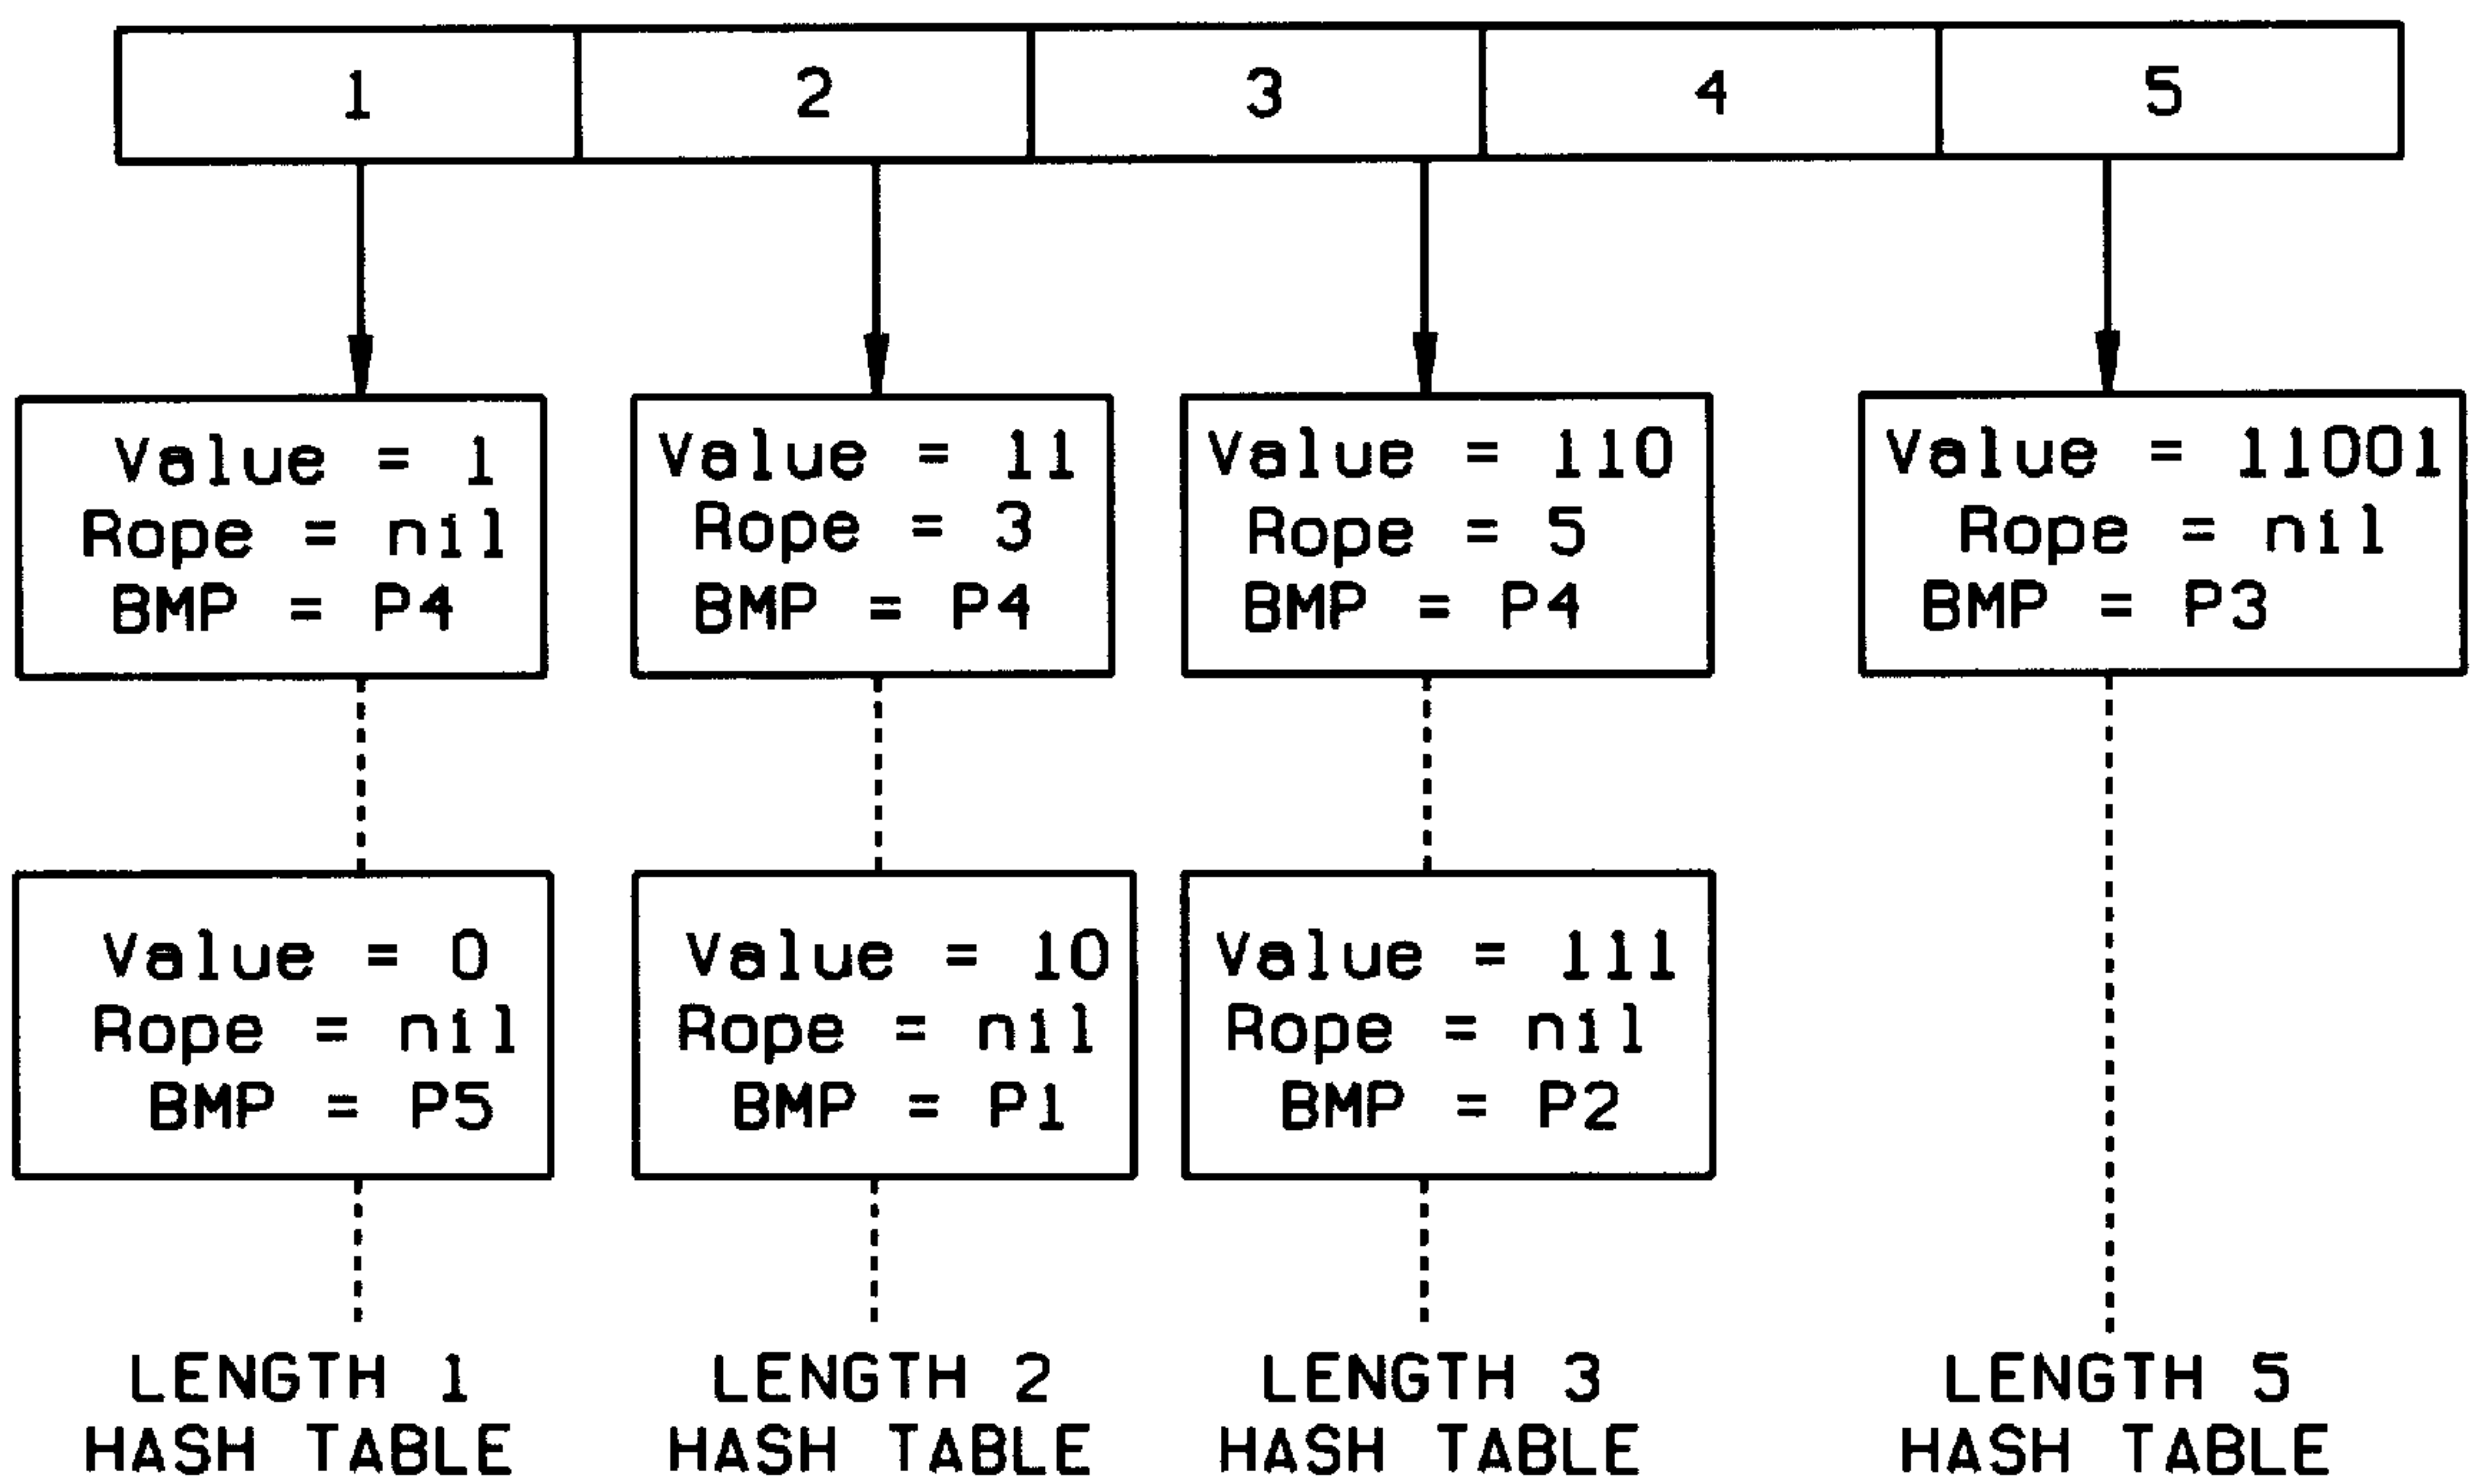 1 2 3 4 5
Value = 1
Rope = nil
BMP = P4
Value = 11
Rope = 3
BMP = P4
Value = 110
Rope = 5
BMP = P4
Value = 11001
Rope = nil
BMP = P3
Value = 0
Rope = nil
BMP = P5
Value = 10
Rope = nil
BMP = P1
Value = 111
Rope = nil
BMP = P2
LENGTH 1
HASH TABLE
LENGTH 2
HASH TABLE
LENGTH 3
HASH TABLE
LENGTH 5
HASH TABLE